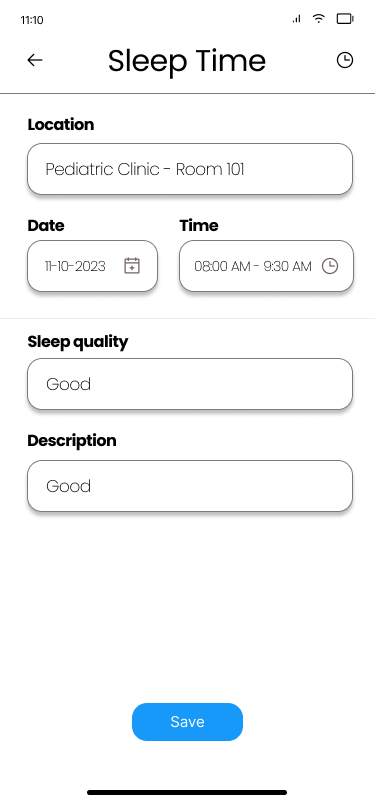 11:10
Sleep Time
Location
Pediatric Clinic - Room 101
Date Time
11-10-2023 08:00 AM - 9:30 AM
Sleep quality
Good
Description
Good
Save